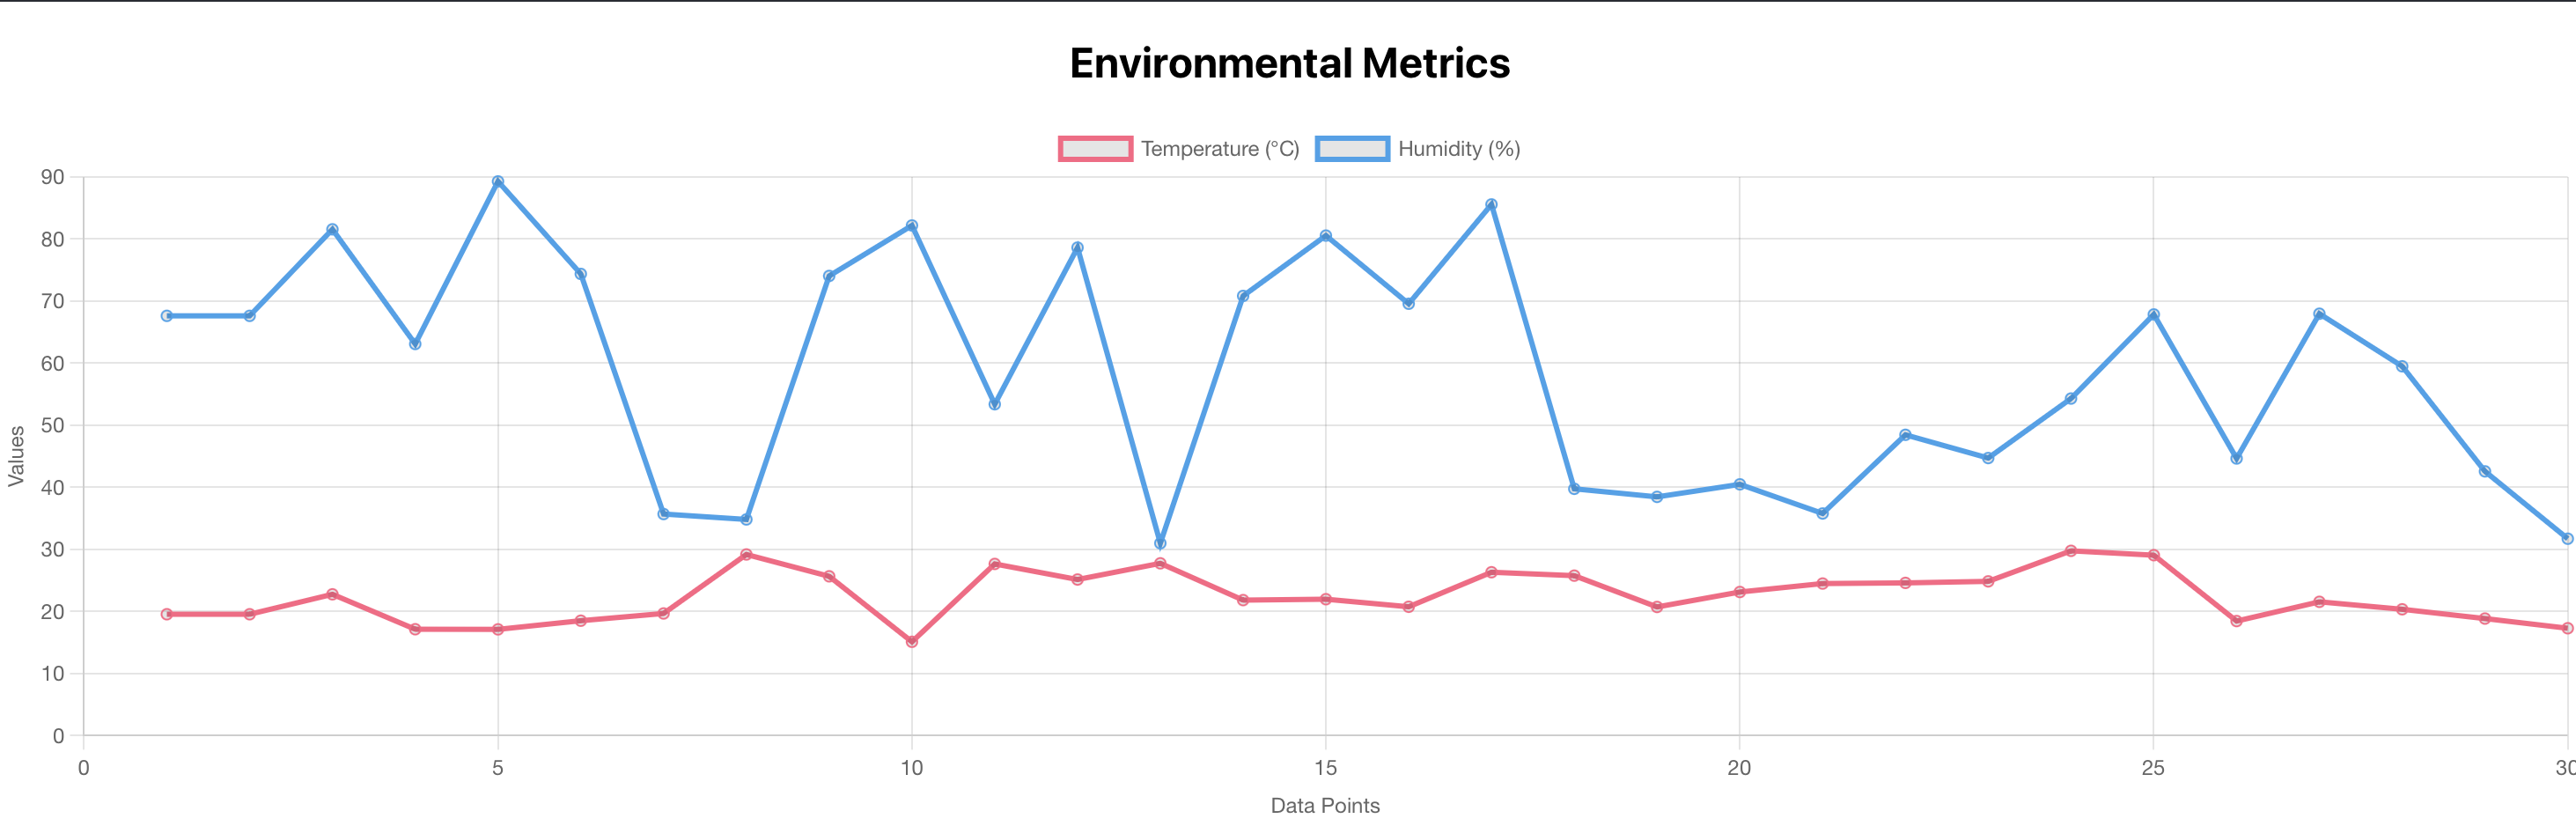 Environmental Metrics
Temperature (°C) Humidity (%)
90
80
70
60
50
40
30
20
10
0
Values
0 5 10 15 20 25 30
Data Points